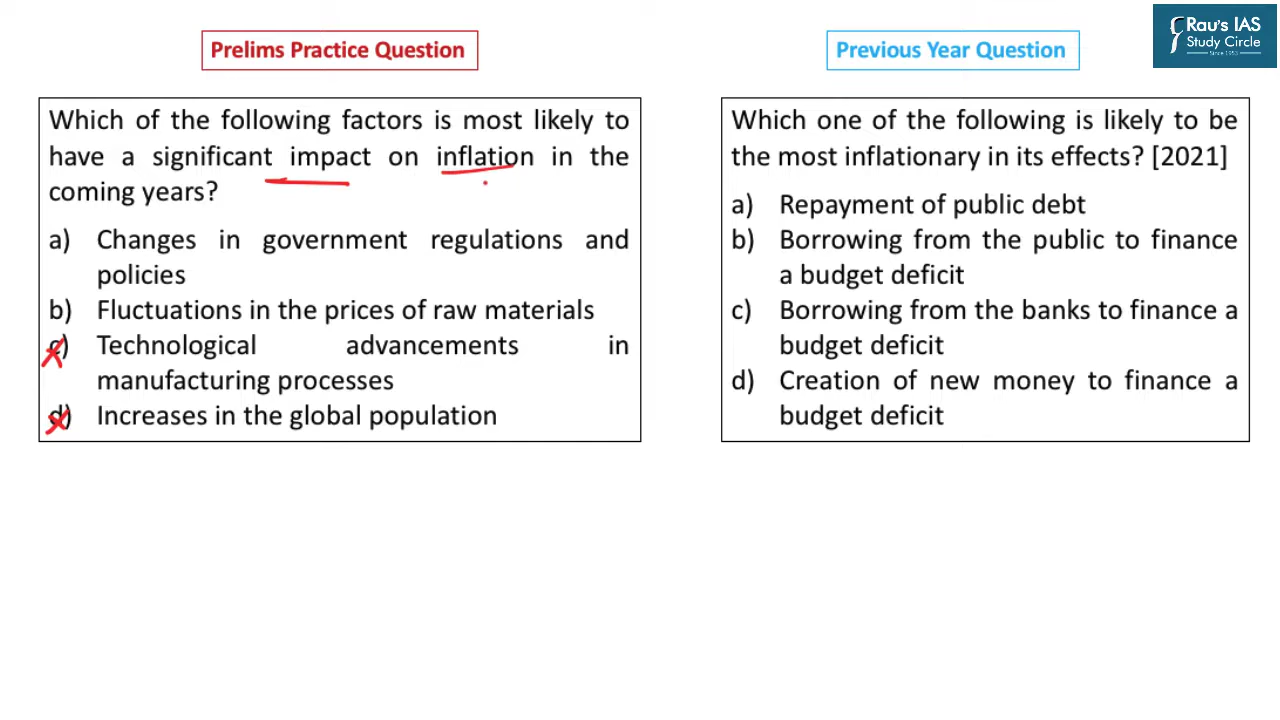 Prelims Practice Question
Previous Year Question
Rau's IAS
Study Circle
Since 1953
Which of the following factors is most likely to
have a significant impact on inflation in the
coming years?
a) Changes in government regulations and
policies
b) Fluctuations in the prices of raw materials
c) Technological advancements in
manufacturing processes
d) Increases in the global population
Which one of the following is likely to be
the most inflationary in its effects? [2021]
a) Repayment of public debt
b) Borrowing from the public to finance
a budget deficit
c) Borrowing from the banks to finance a
budget deficit
d) Creation of new money to finance a
budget deficit